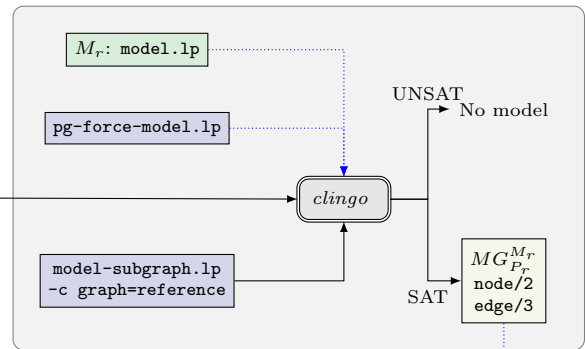 M_r: model.lp
UNSAT
No model
pg-force-model.lp
clingo
model-subgraph.lp
-c graph=reference
SAT
MG_{P_r}^{M_r}
node/2
edge/3